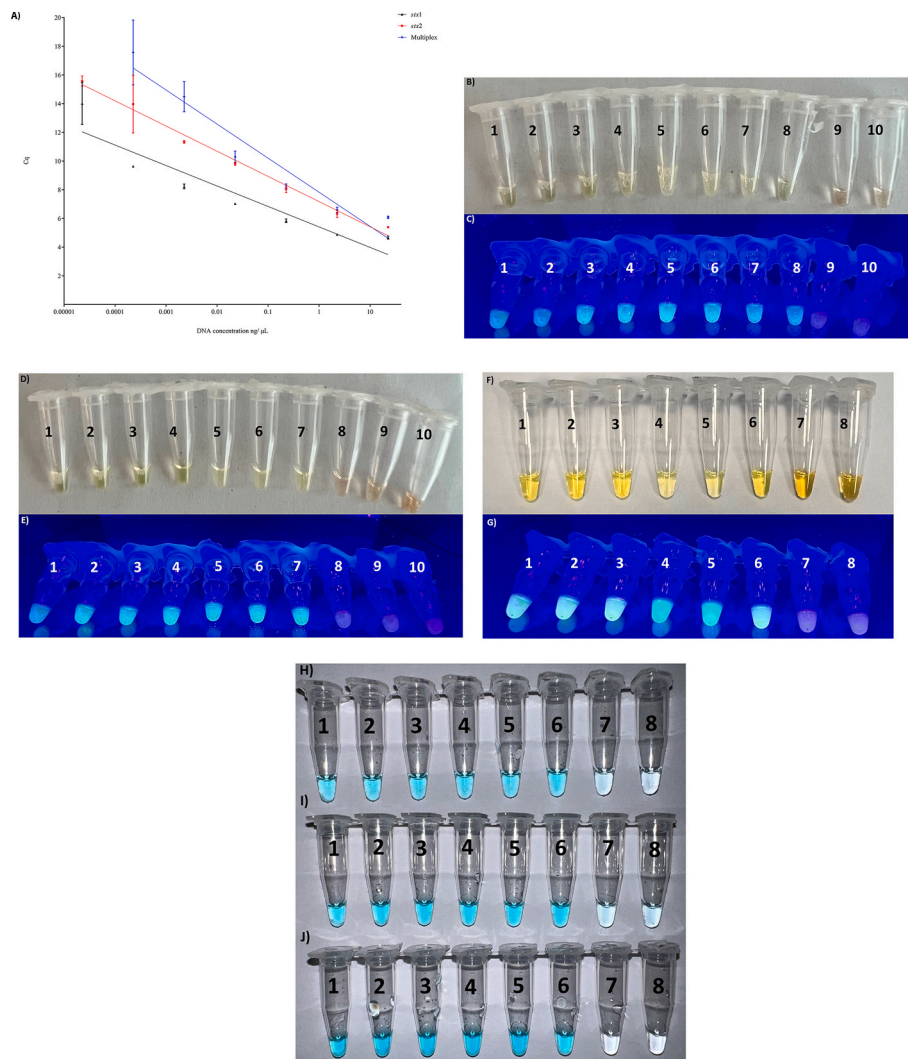 A)
stx1
stx2
Multiplex
20
18
16
14
12
10
8
6
4
2
Cq
0.00001 0.0001 0.001 0.01 0.1 1 10 100
DNA concentration ng/ μL
B)
1 2 3 4 5 6 7 8 9 10
C)
1 2 3 4 5 6 7 8 9 10
D)
1 2 3 4 5 6 7 8 9 10
E)
1 2 3 4 5 6 7 8 9 10
F)
1 2 3 4 5 6 7 8
G)
1 2 3 4 5 6 7 8
H)
1 2 3 4 5 6 7 8
I)
1 2 3 4 5 6 7 8
J)
1 2 3 4 5 6 7 8